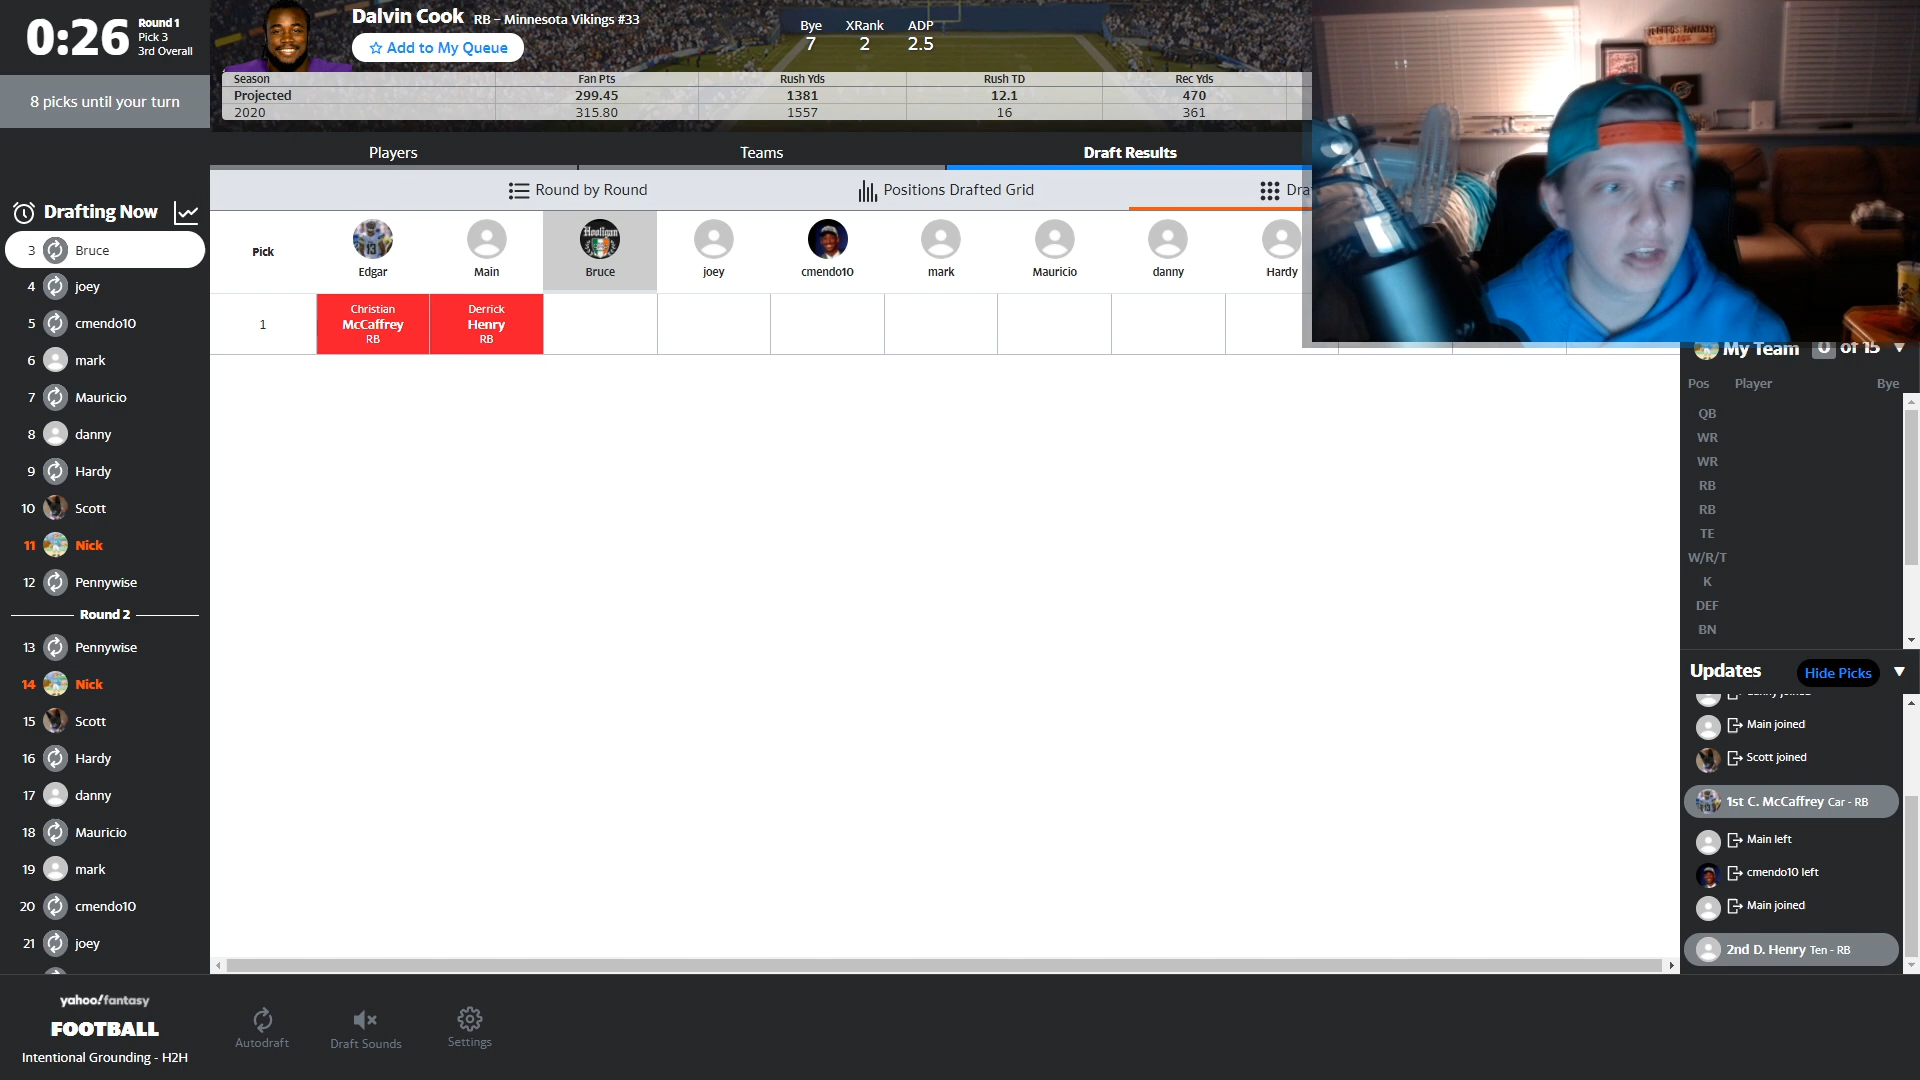 0:26
Round 1
Pick 3
3rd Overall
8 picks until your turn
Dalvin Cook RB – Minnesota Vikings #33
Add to My Queue
Bye XRank ADP
7 2 2.5
Season Fan Pts Rush Yds Rush TD Rec Yds
Projected 299.45 1381 12.1 470
2020 315.80 1557 16 361
Players Teams Draft Results
Round by Round Positions Drafted Grid
Drafting Now
3 Bruce
4 joey
5 cmendo10
6 mark
7 Mauricio
8 danny
9 Hardy
10 Scott
11 Nick
12 Pennywise
Round 2
13 Pennywise
14 Nick
15 Scott
16 Hardy
17 danny
18 Mauricio
19 mark
20 cmendo10
21 joey
Pick Edgar Main Bruce joey cmendo10 mark Mauricio danny Hardy
Hooligan
1
Christian
McCaffrey
RB
Derrick
Henry
RB
My Team 0 of 15
Pos Player Bye
QB
WR
WR
RB
RB
TE
W/R/T
K
DEF
BN
Updates Hide Picks
Main joined
Scott joined
1st C. McCaffrey Car - RB
Main left
cmendo10 left
Main joined
2nd D. Henry Ten - RB
yahoo!fantasy
FOOTBALL
Intentional Grounding - H2H
Autodraft
Draft Sounds
Settings